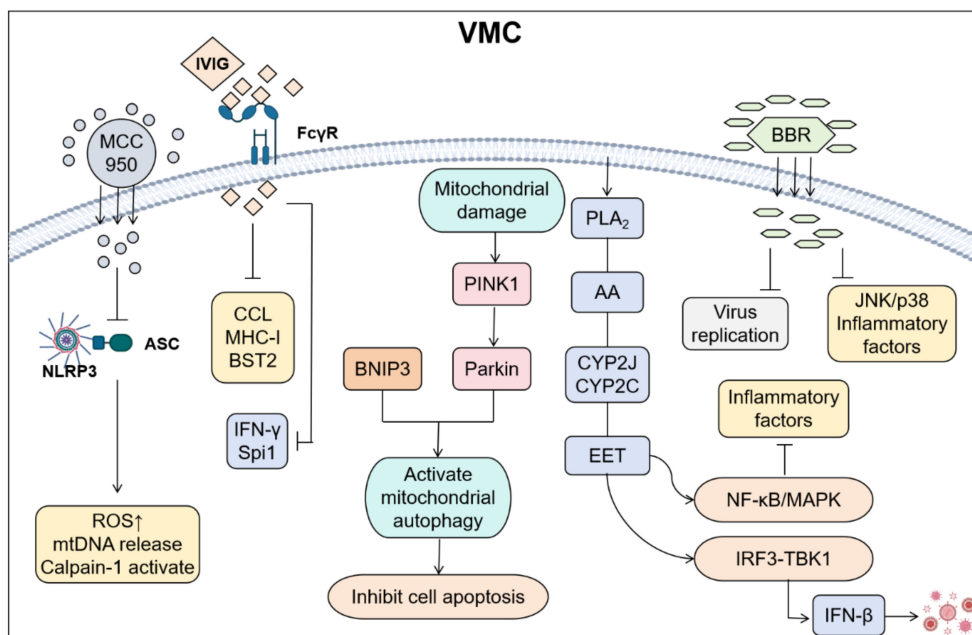 VMC
IVIG
FcγR
MCC
950
NLRP3
ASC
ROS↑
mtDNA release
Calpain-1 activate
CCL
MHC-I
BST2
IFN-γ
Spi1
Mitochondrial
damage
PINK1
BNIP3
Parkin
Activate
mitochondrial
autophagy
Inhibit cell apoptosis
PLA₂
AA
CYP2J
CYP2C
EET
BBR
Virus
replication
JNK/p38
Inflammatory
factors
Inflammatory
factors
NF-κB/MAPK
IRF3-TBK1
IFN-β